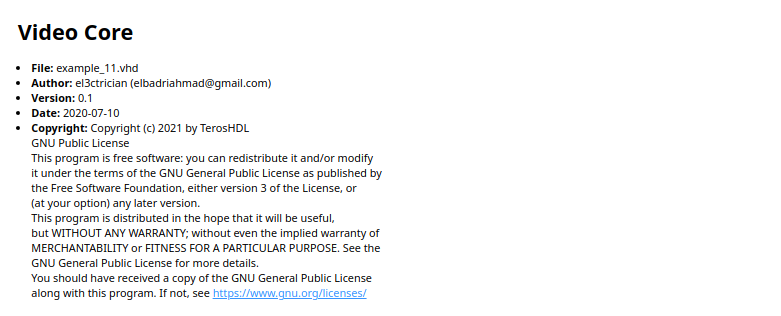 Video Core
• File: example_11.vhd
• Author: el3ctrician (elbadriahmad@gmail.com)
• Version: 0.1
• Date: 2020-07-10
• Copyright: Copyright (c) 2021 by TerosHDL
GNU Public License
This program is free software: you can redistribute it and/or modify
it under the terms of the GNU General Public License as published by
the Free Software Foundation, either version 3 of the License, or
(at your option) any later version.
This program is distributed in the hope that it will be useful,
but WITHOUT ANY WARRANTY; without even the implied warranty of
MERCHANTABILITY or FITNESS FOR A PARTICULAR PURPOSE. See the
GNU General Public License for more details.
You should have received a copy of the GNU General Public License
along with this program. If not, see https://www.gnu.org/licenses/